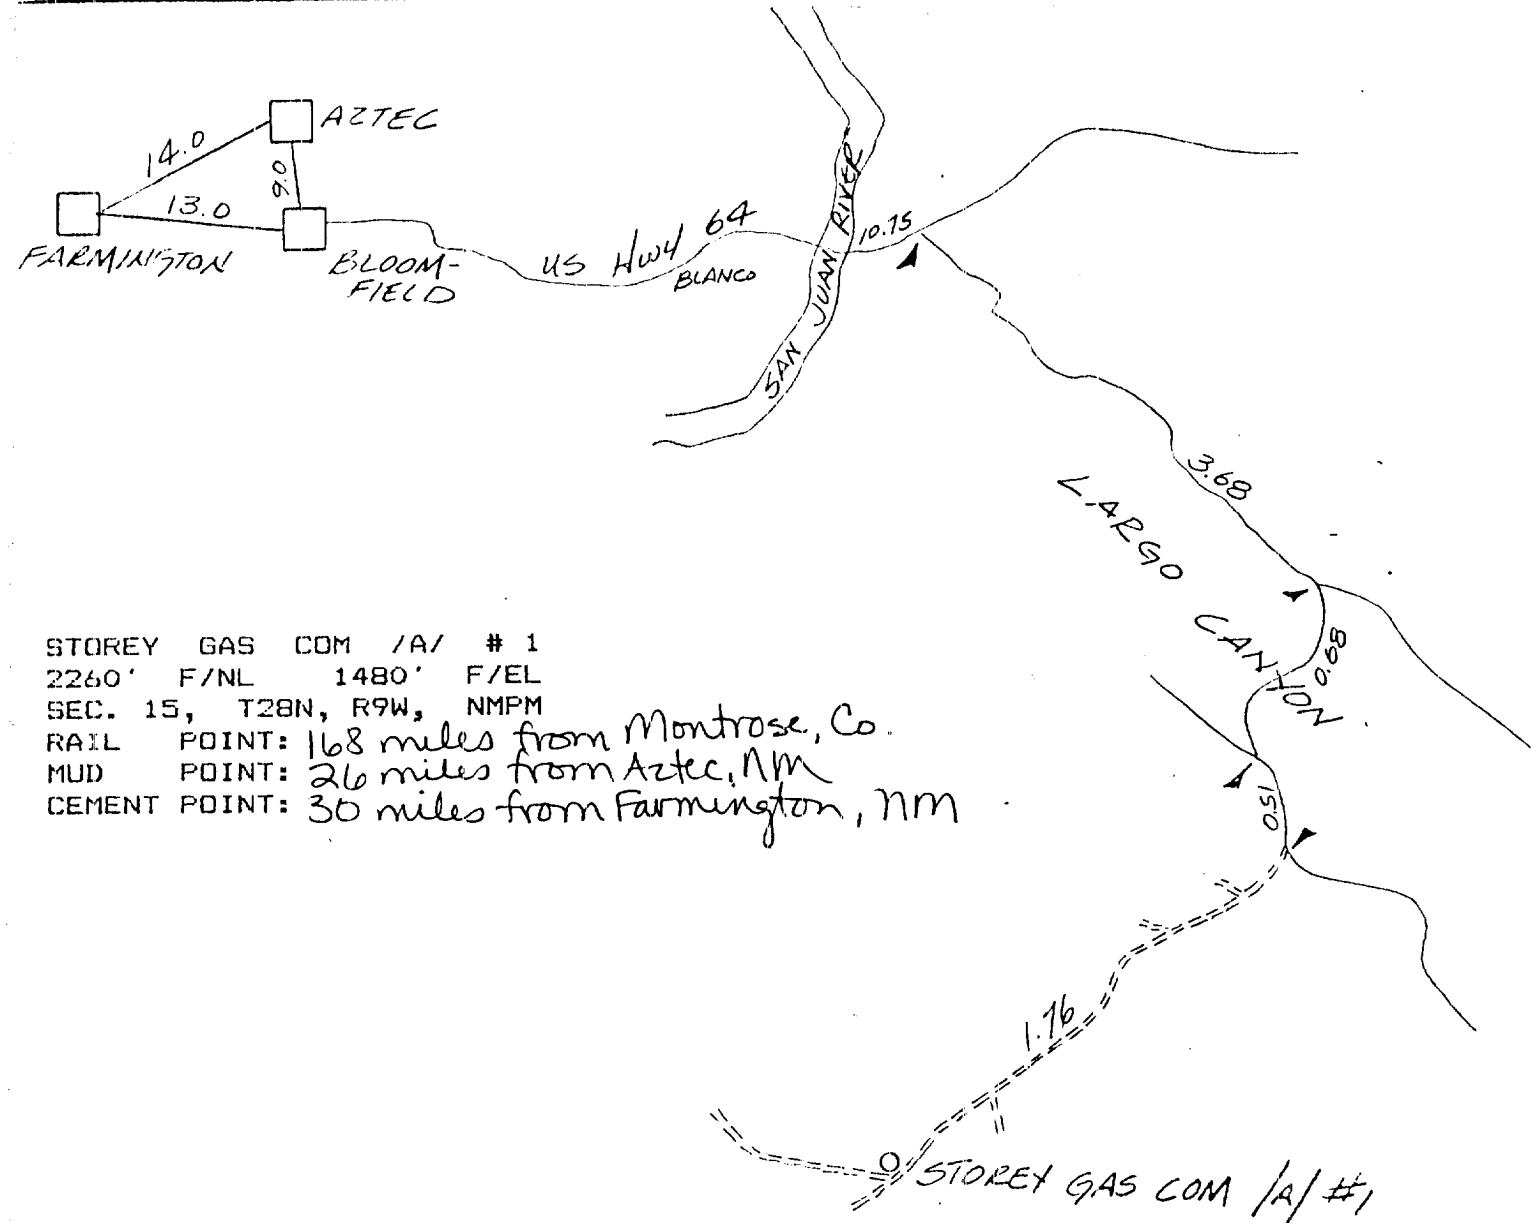 AZTEC
14.0
9.0
13.0
FARMINGTON
BLOOM-
FIELD
US HWY 64
BLANCO
SAN JUAN RIVER
10.75
3.68
LARGO CANYON
0.68
0.51
STOREY GAS COM /A/ # 1
2260' F/NL 1480' F/EL
SEC. 15, T28N, R9W, NMPM
RAIL POINT: 168 miles from Montrose, Co.
MUD POINT: 26 miles from Aztec, NM
CEMENT POINT: 30 miles from Farmington, NM
1.76
STOREY GAS COM /A/ #1